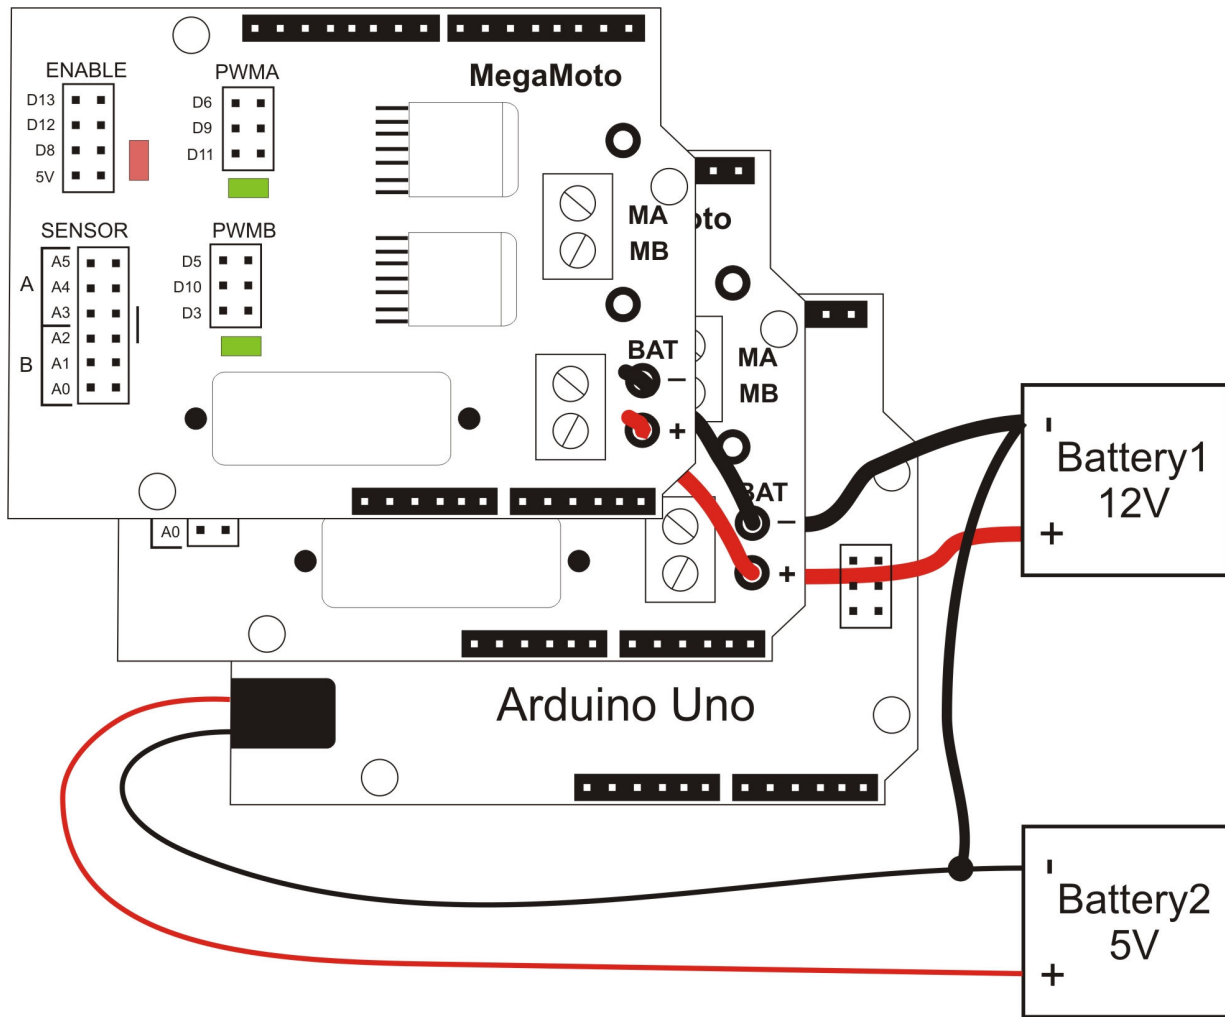 MegaMoto
ENABLE
D13
D12
D8
5V
PWMA
D6
D9
D11
SENSOR
A
A5
A4
A3
B
A2
A1
A0
PWMB
D5
D10
D3
MA
MB
BAT
–
+
oto
MA
MB
BAT
–
+
A0
Arduino Uno
-
Battery1
12V
+
-
Battery2
5V
+